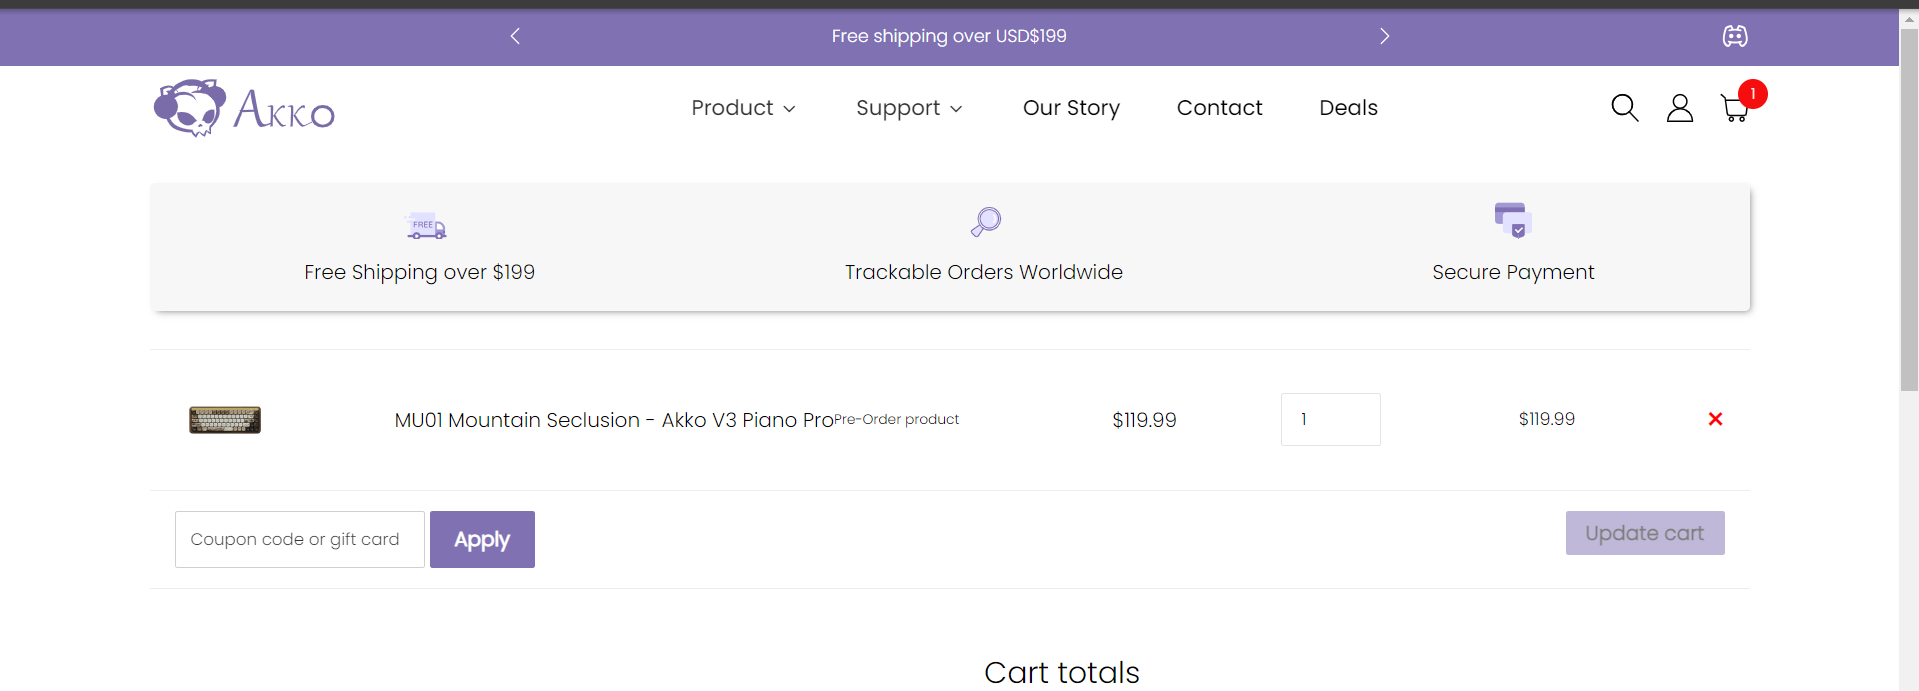 Free shipping over USD$199
AKKO
Product
Support
Our Story
Contact
Deals
1
FREE
Free Shipping over $199
Trackable Orders Worldwide
Secure Payment
MU01 Mountain Seclusion - Akko V3 Piano ProPre-Order product
$119.99
1
$119.99
Coupon code or gift card
Apply
Update cart
Cart totals